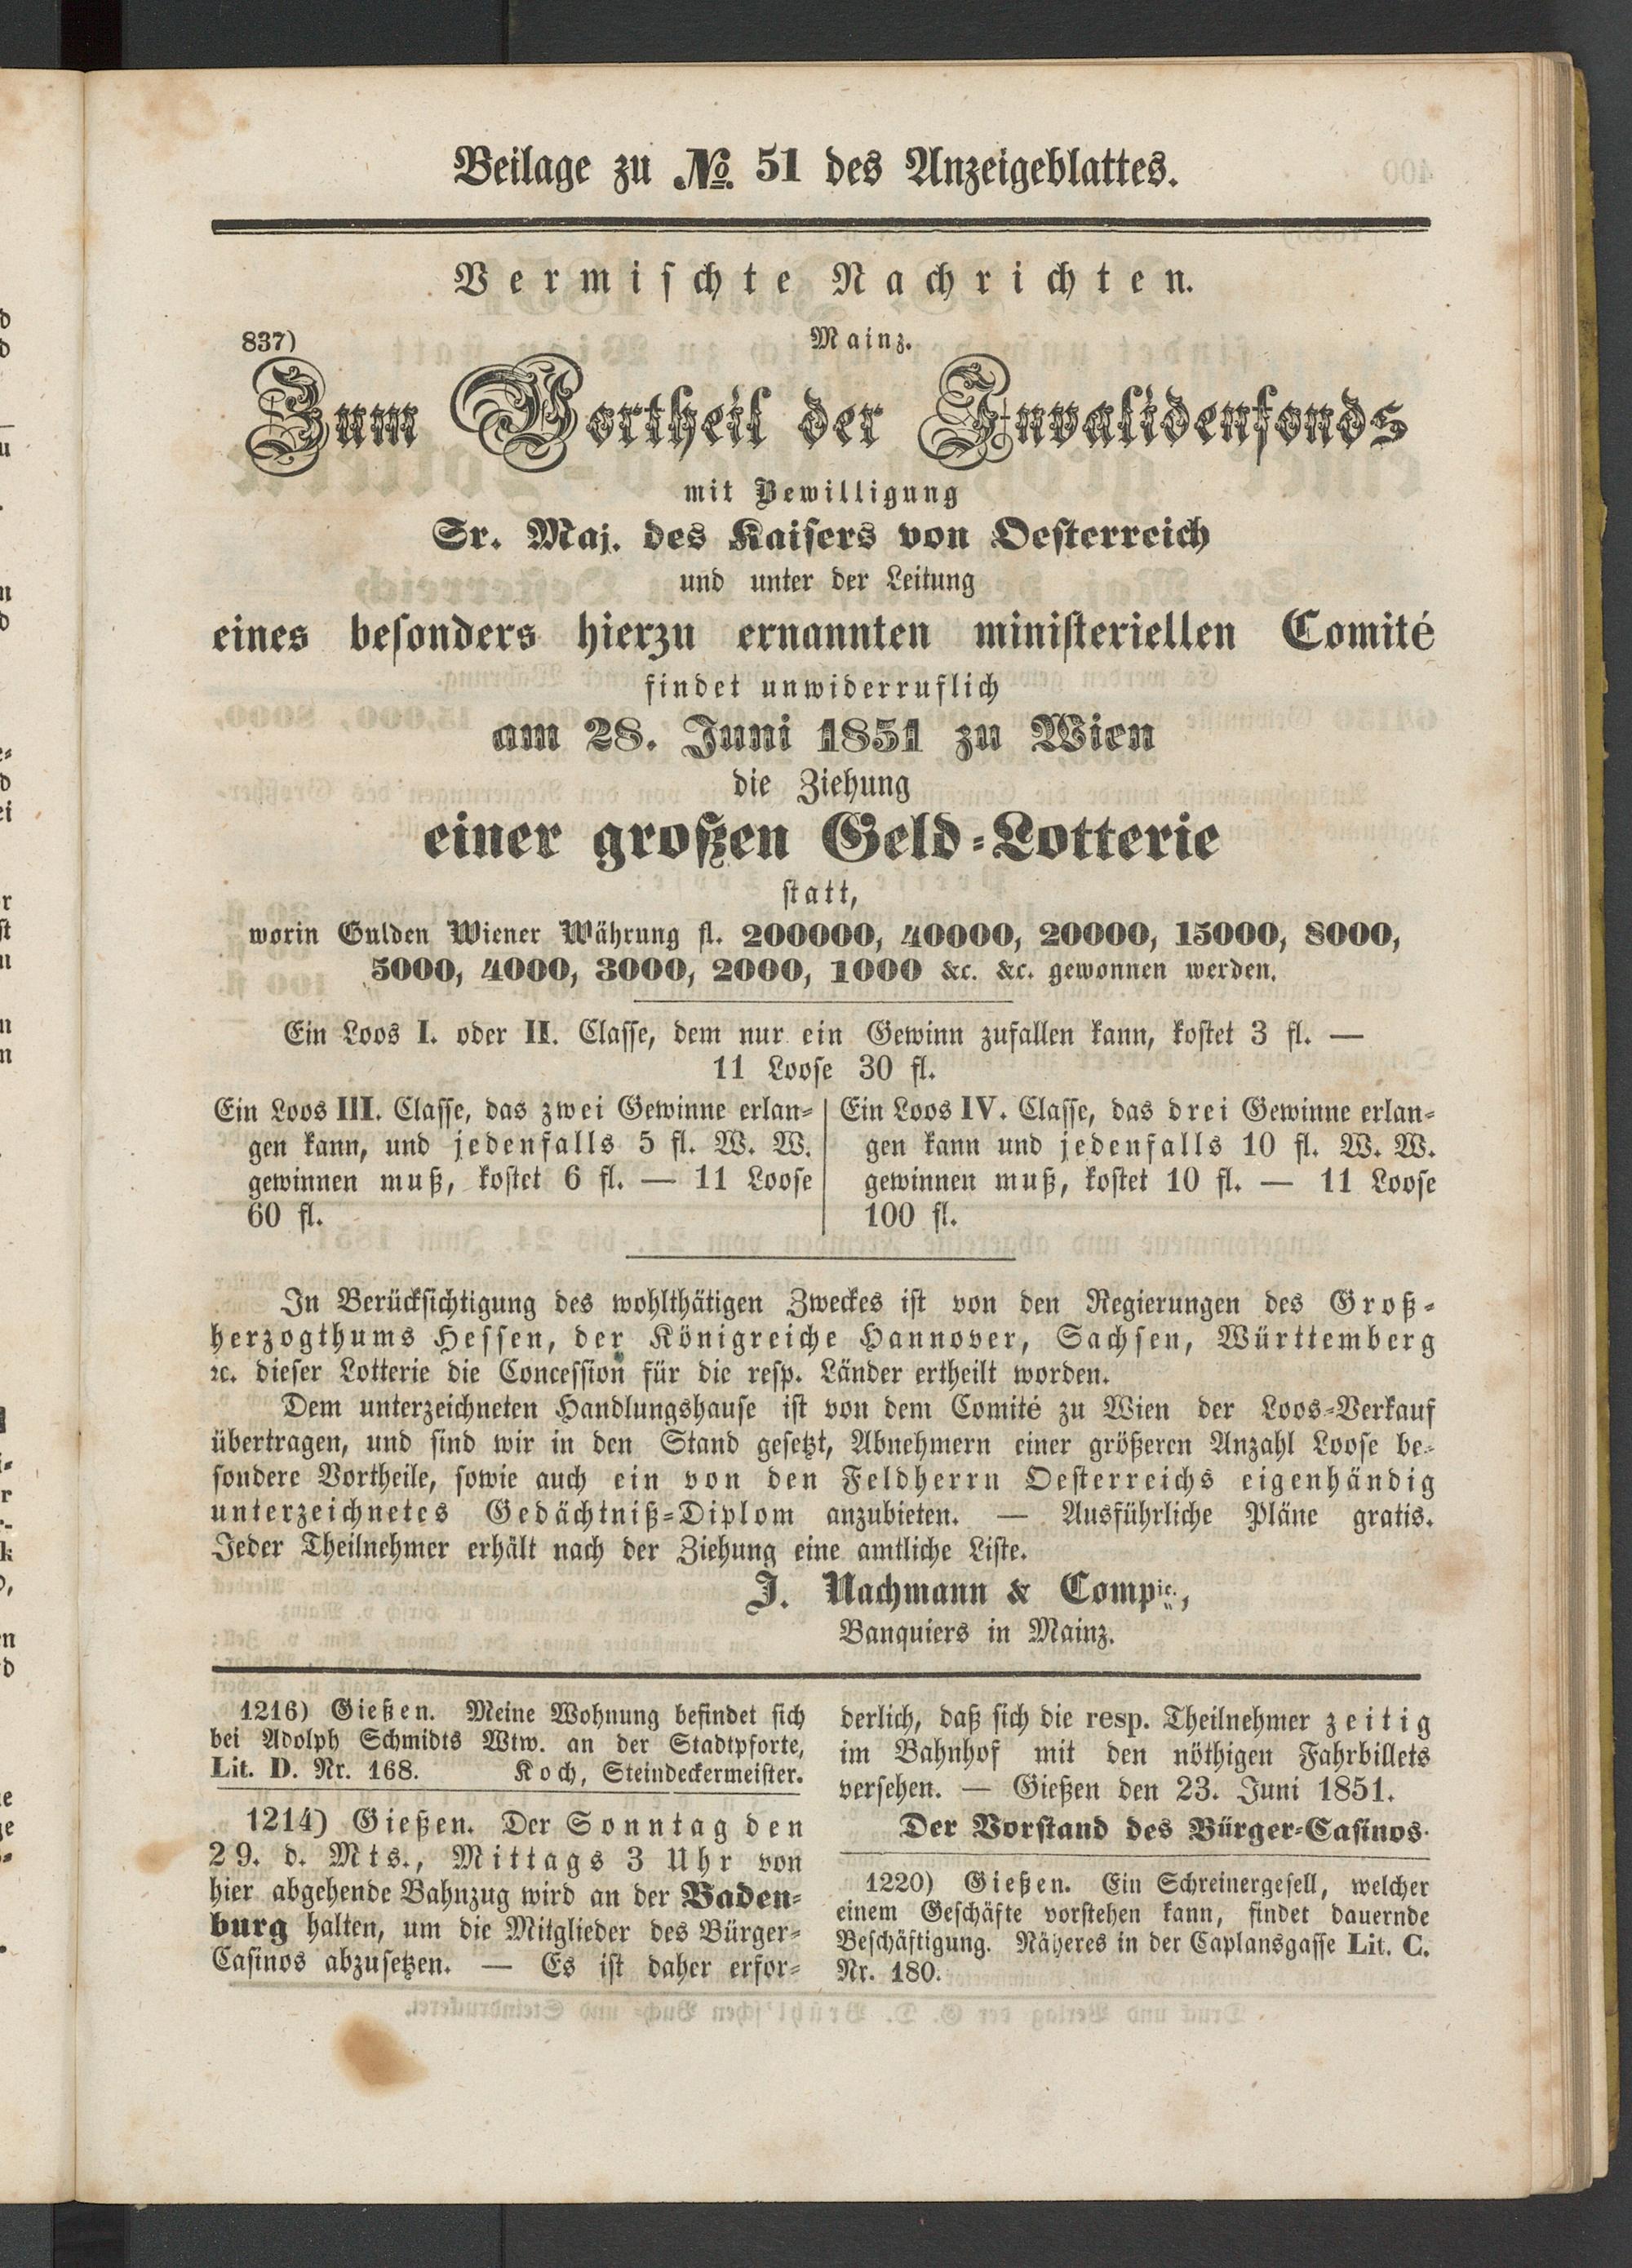 Beilage zu No. 51 des Anzeigeblattes.
Vermischte Nachrichten.
837) Mainz.
Zum Vortheil der Invalidenfonds
mit Bewilligung
Sr. Maj. des Kaisers von Oesterreich
und unter der Leitung
eines besonders hierzu ernannten ministeriellen Comité
findet unwiderruflich
am 28. Juni 1851 zu Wien
die Ziehung
einer großen Geld-Lotterie
statt,
worin Gulden Wiener Währung fl. 200000, 40000, 20000, 15000, 8000,
5000, 4000, 3000, 2000, 1000 &c. &c. gewonnen werden.
Ein Loos I. oder II. Classe, dem nur ein Gewinn zufallen kann, kostet 3 fl. —
11 Loose 30 fl.
Ein Loos III. Classe, das zwei Gewinne erlan-
gen kann, und jedenfalls 5 fl. W. W.
gewinnen muß, kostet 6 fl. — 11 Loose
60 fl.
Ein Loos IV. Classe, das drei Gewinne erlan-
gen kann und jedenfalls 10 fl. W. W.
gewinnen muß, kostet 10 fl. — 11 Loose
100 fl.
In Berücksichtigung des wohlthätigen Zweckes ist von den Regierungen des Groß-
herzogthums Hessen, der Königreiche Hannover, Sachsen, Württemberg
ꝛc. dieser Lotterie die Concession für die resp. Länder ertheilt worden.
Dem unterzeichneten Handlungshause ist von dem Comité zu Wien der Loos-Verkauf
übertragen, und sind wir in den Stand gesetzt, Abnehmern einer größeren Anzahl Loose be-
sondere Vortheile, sowie auch ein von den Feldherrn Oesterreichs eigenhändig
unterzeichnetes Gedächtniß-Diplom anzubieten. — Ausführliche Pläne gratis.
Jeder Theilnehmer erhält nach der Ziehung eine amtliche Liste.
J. Nachmann & Compie.,
Banquiers in Mainz.
1216) Gießen. Meine Wohnung befindet sich
bei Adolph Schmidts Wtw. an der Stadtpforte,
Lit. D. Nr. 168. Koch, Steindeckermeister.
1214) Gießen. Der Sonntag den
29. d. Mts., Mittags 3 Uhr von
hier abgehende Bahnzug wird an der Baden-
burg halten, um die Mitglieder des Bürger-
Casinos abzusetzen. — Es ist daher erfor-
derlich, daß sich die resp. Theilnehmer zeitig
im Bahnhof mit den nöthigen Fahrbillets
versehen. — Gießen den 23. Juni 1851.
Der Vorstand des Bürger-Casinos.
1220) Gießen. Ein Schreinergesell, welcher
einem Geschäfte vorstehen kann, findet dauernde
Beschäftigung. Näheres in der Caplansgasse Lit. C.
Nr. 180.